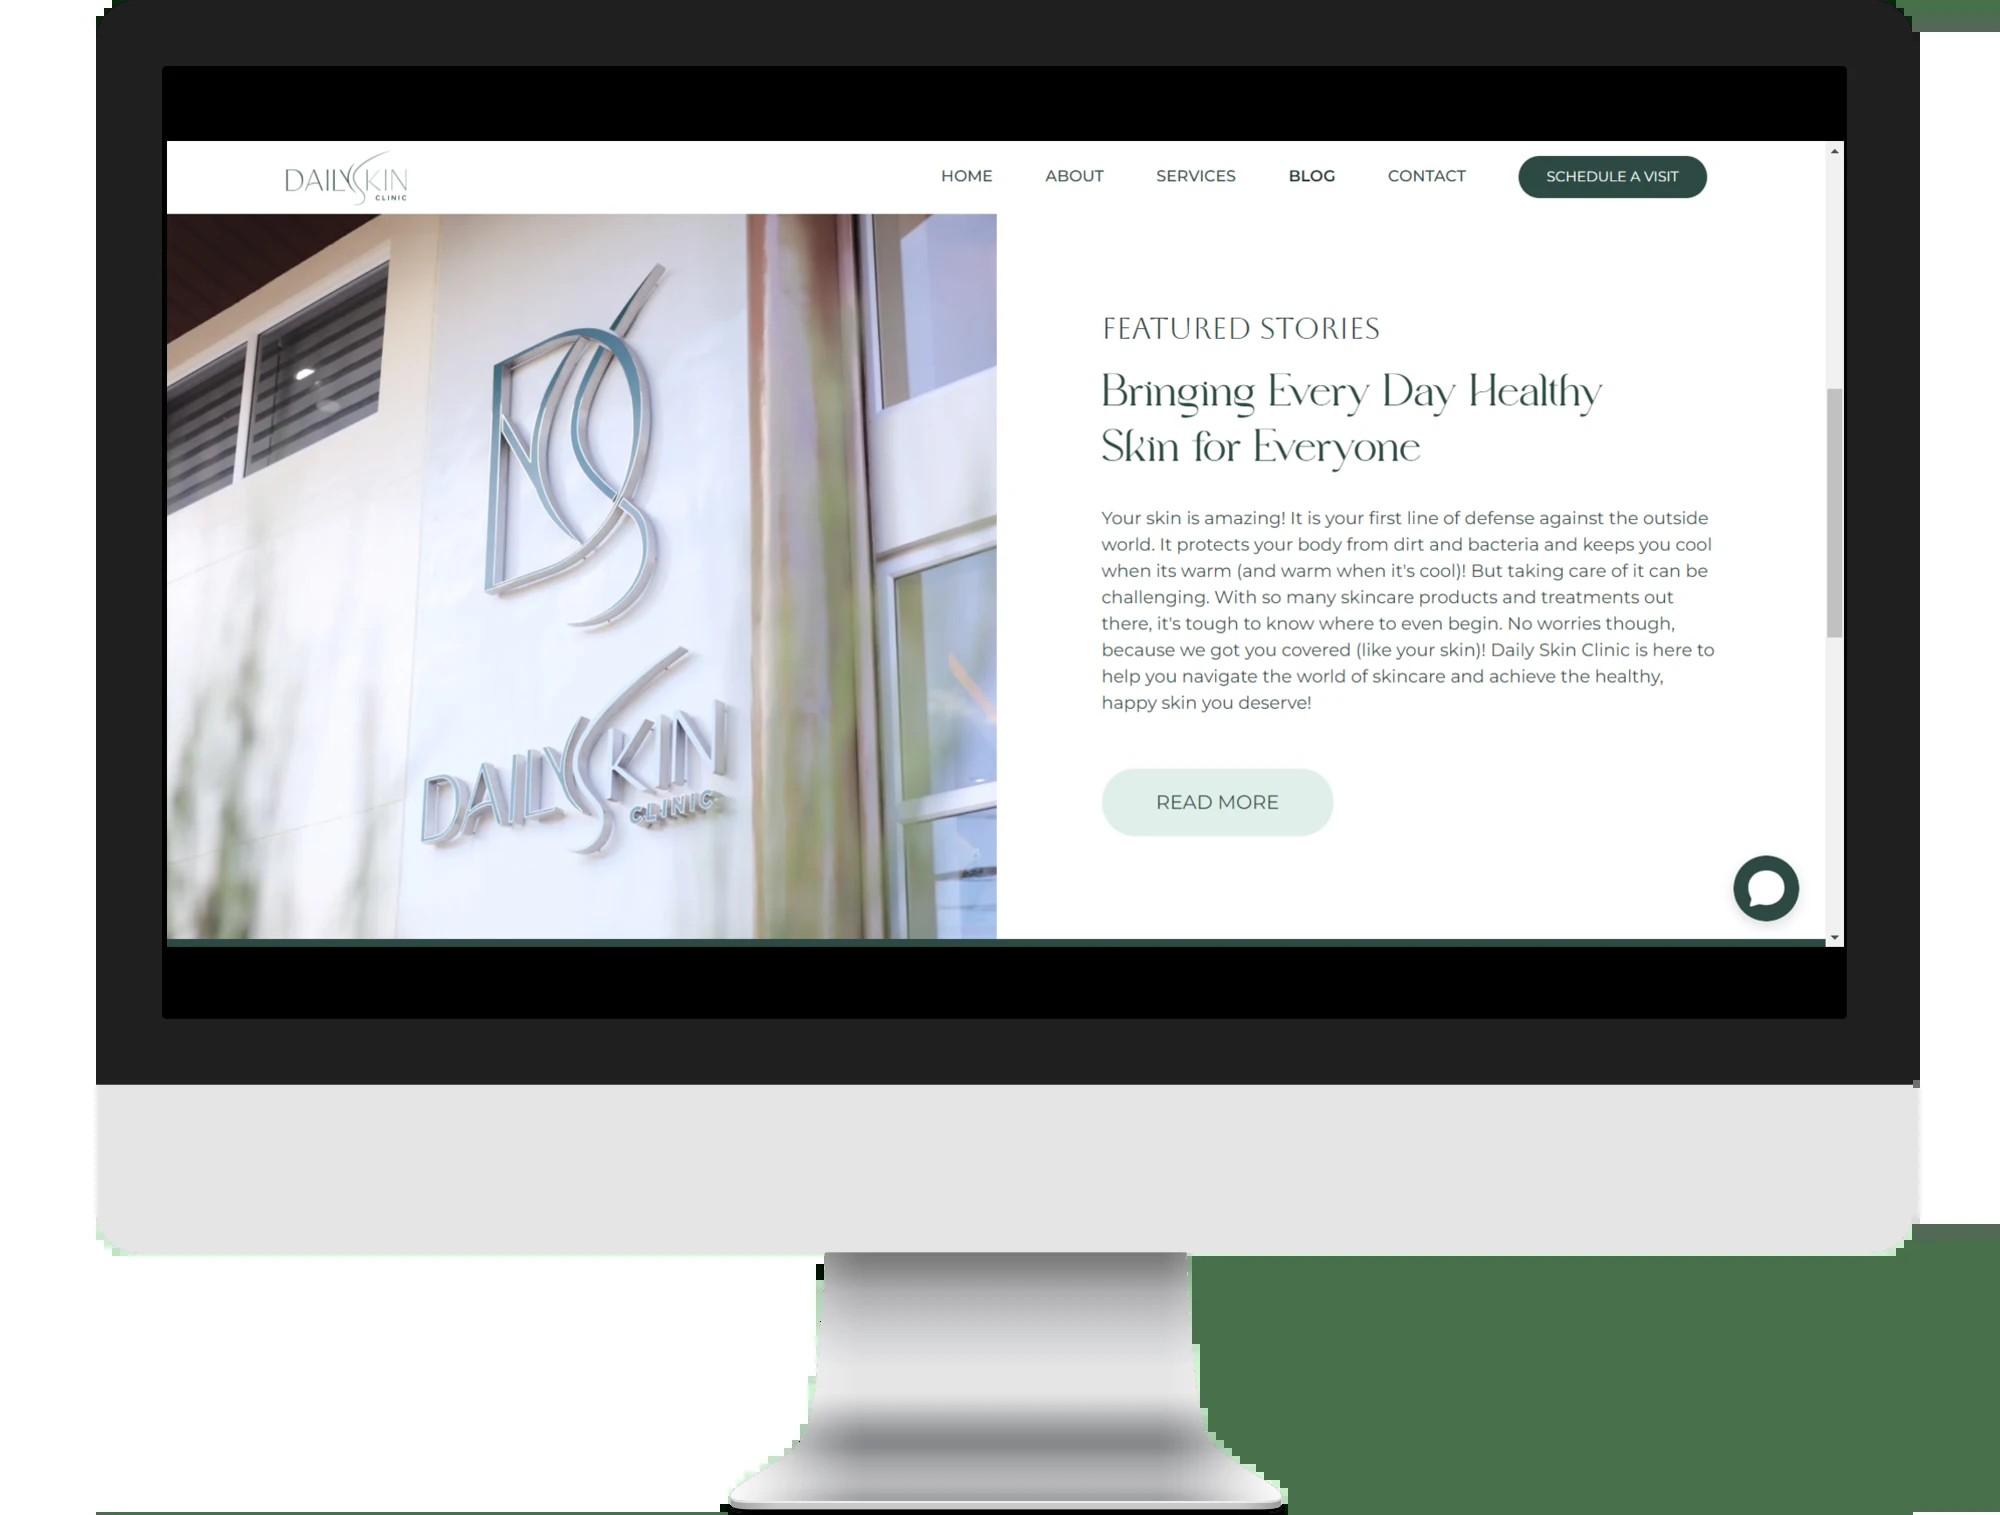 DAILY SKIN
CLINIC
HOME ABOUT SERVICES BLOG CONTACT SCHEDULE A VISIT
DS
DAILY SKIN
CLINIC
FEATURED STORIES
Bringing Every Day Healthy
Skin for Everyone
Your skin is amazing! It is your first line of defense against the outside
world. It protects your body from dirt and bacteria and keeps you cool
when its warm (and warm when it's cool)! But taking care of it can be
challenging. With so many skincare products and treatments out
there, it's tough to know where to even begin. No worries though,
because we got you covered (like your skin)! Daily Skin Clinic is here to
help you navigate the world of skincare and achieve the healthy,
happy skin you deserve!
READ MORE